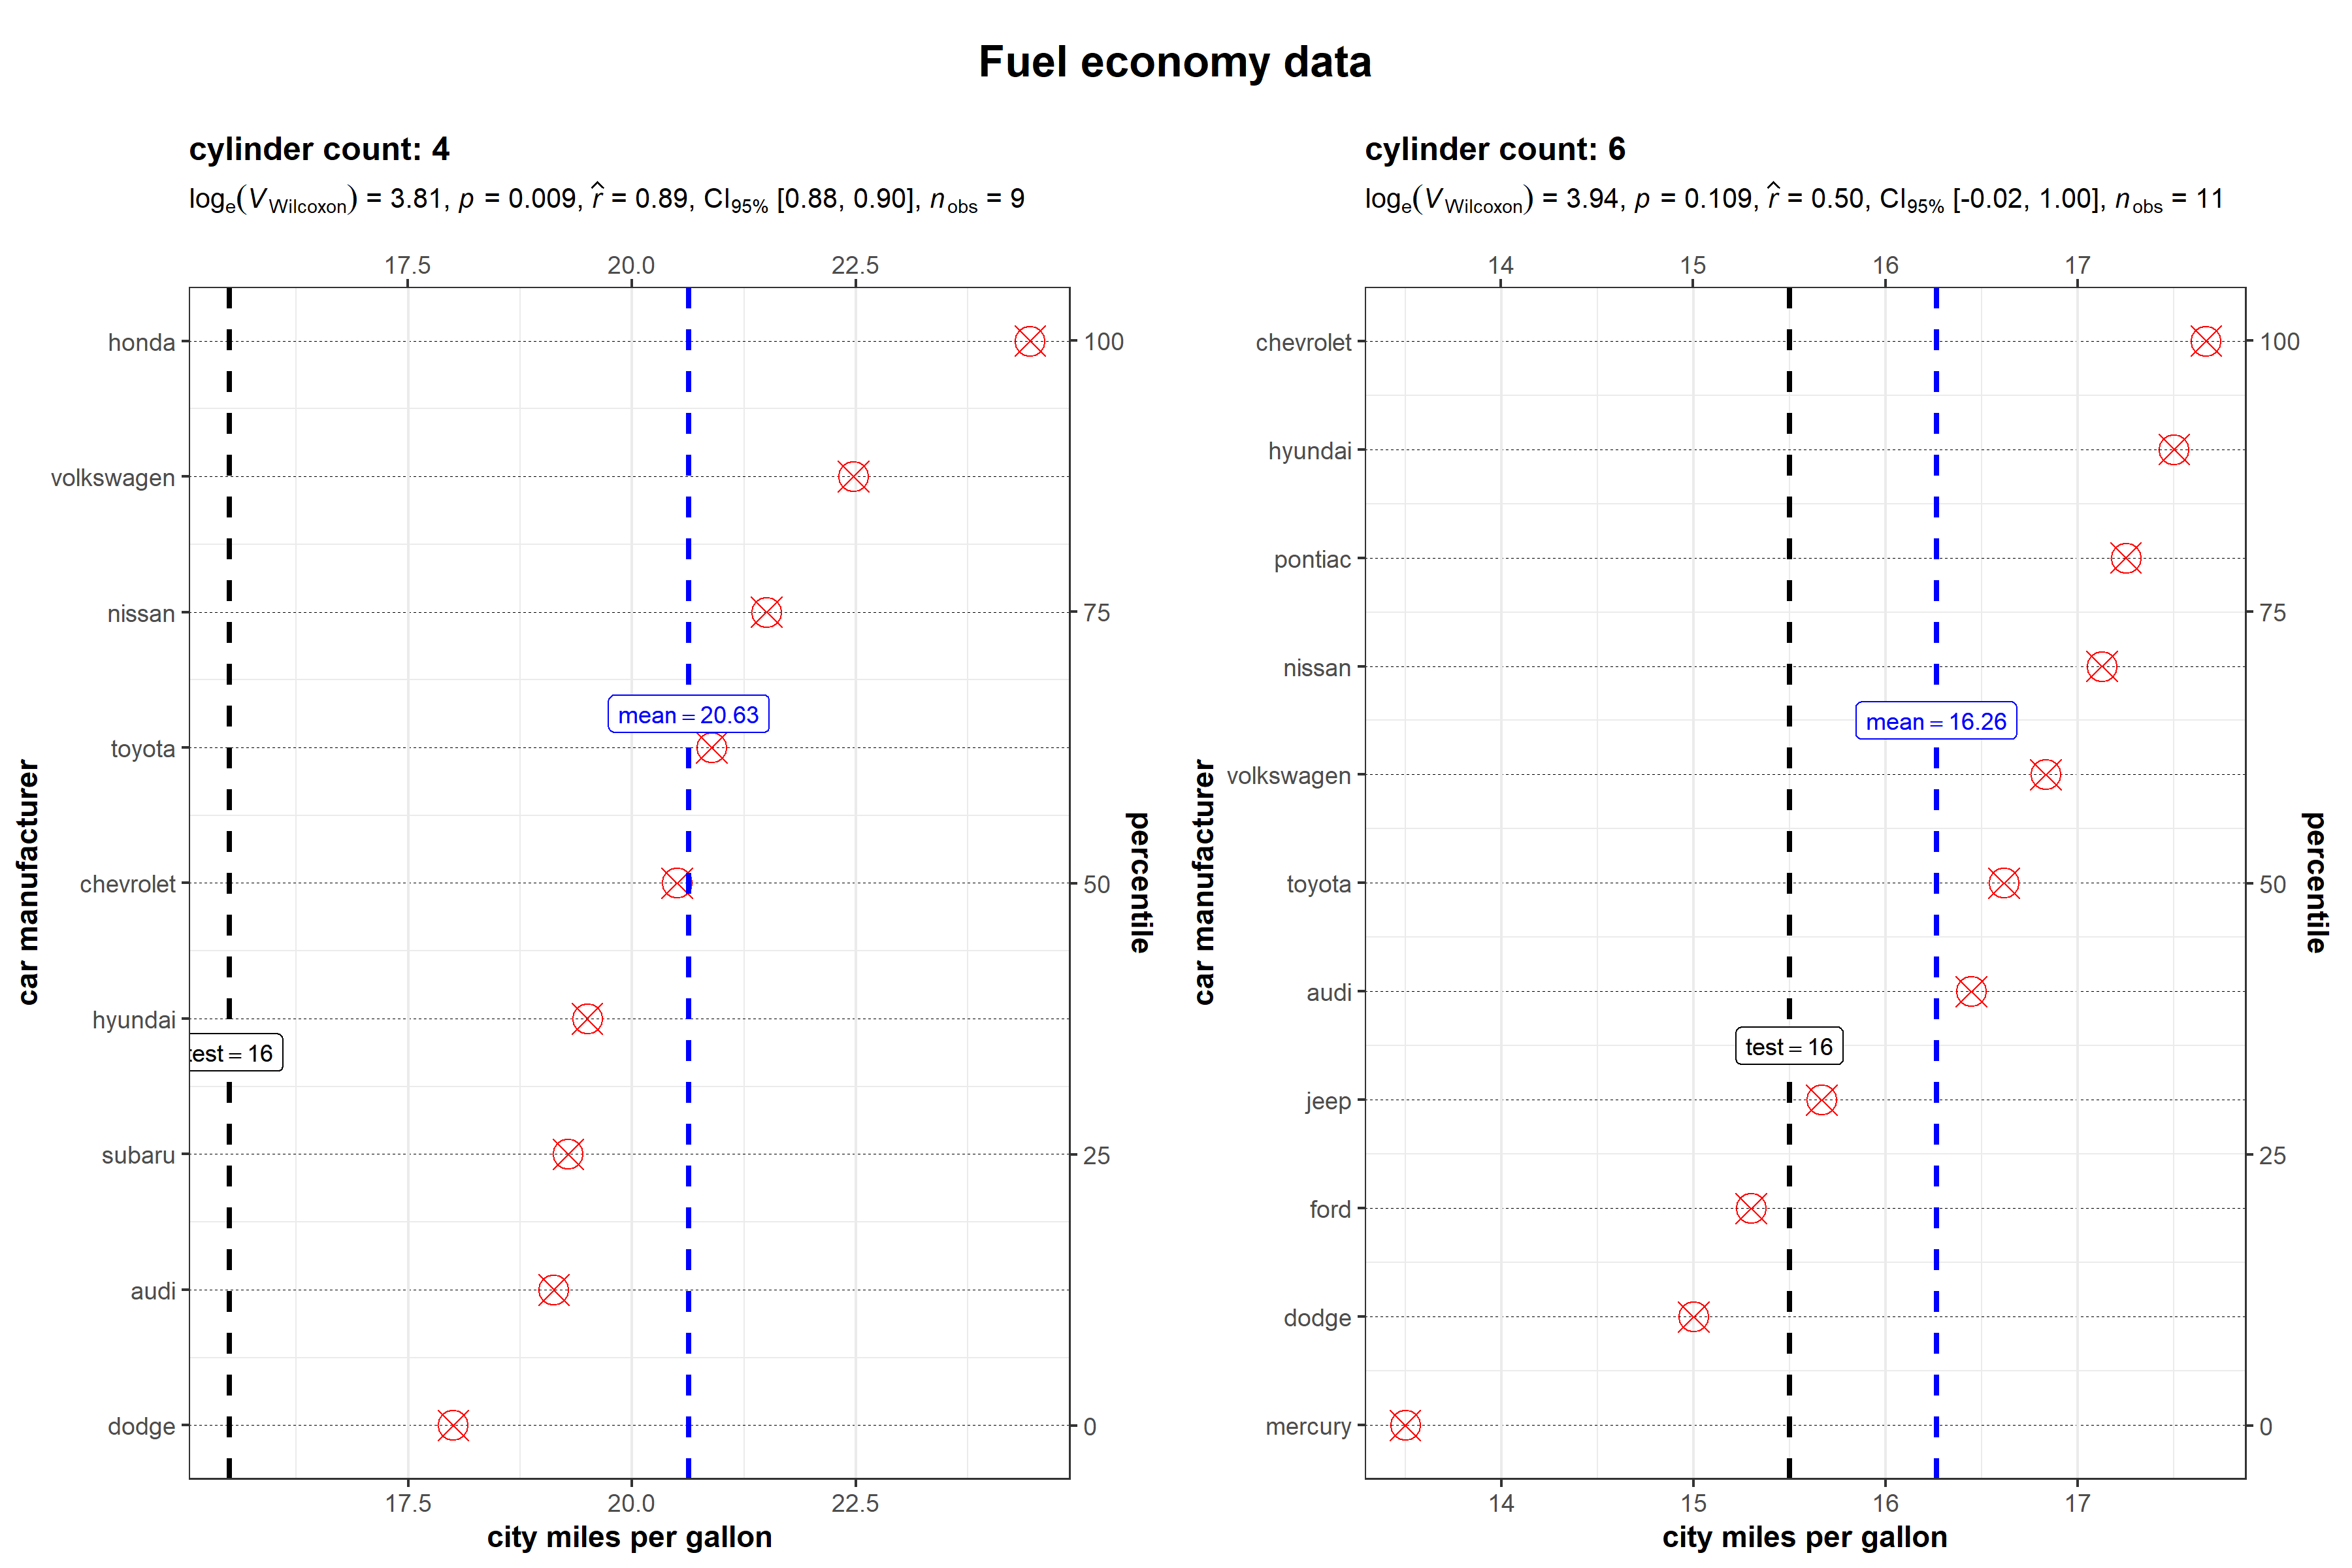 Fuel economy data
cylinder count: 4
logₑ(V Wilcoxon) = 3.81, p = 0.009, r̂ = 0.89, CI95% [0.88, 0.90], nobs = 9
17.5 20.0 22.5
honda
volkswagen
nissan
toyota
chevrolet
hyundai
subaru
audi
dodge
car manufacturer
mean = 20.63
test = 16
100
75
50
25
0
percentile
17.5 20.0 22.5
city miles per gallon
cylinder count: 6
logₑ(V Wilcoxon) = 3.94, p = 0.109, r̂ = 0.50, CI95% [-0.02, 1.00], nobs = 11
14 15 16 17
chevrolet
hyundai
pontiac
nissan
volkswagen
toyota
audi
jeep
ford
dodge
mercury
car manufacturer
mean = 16.26
test = 16
100
75
50
25
0
percentile
14 15 16 17
city miles per gallon